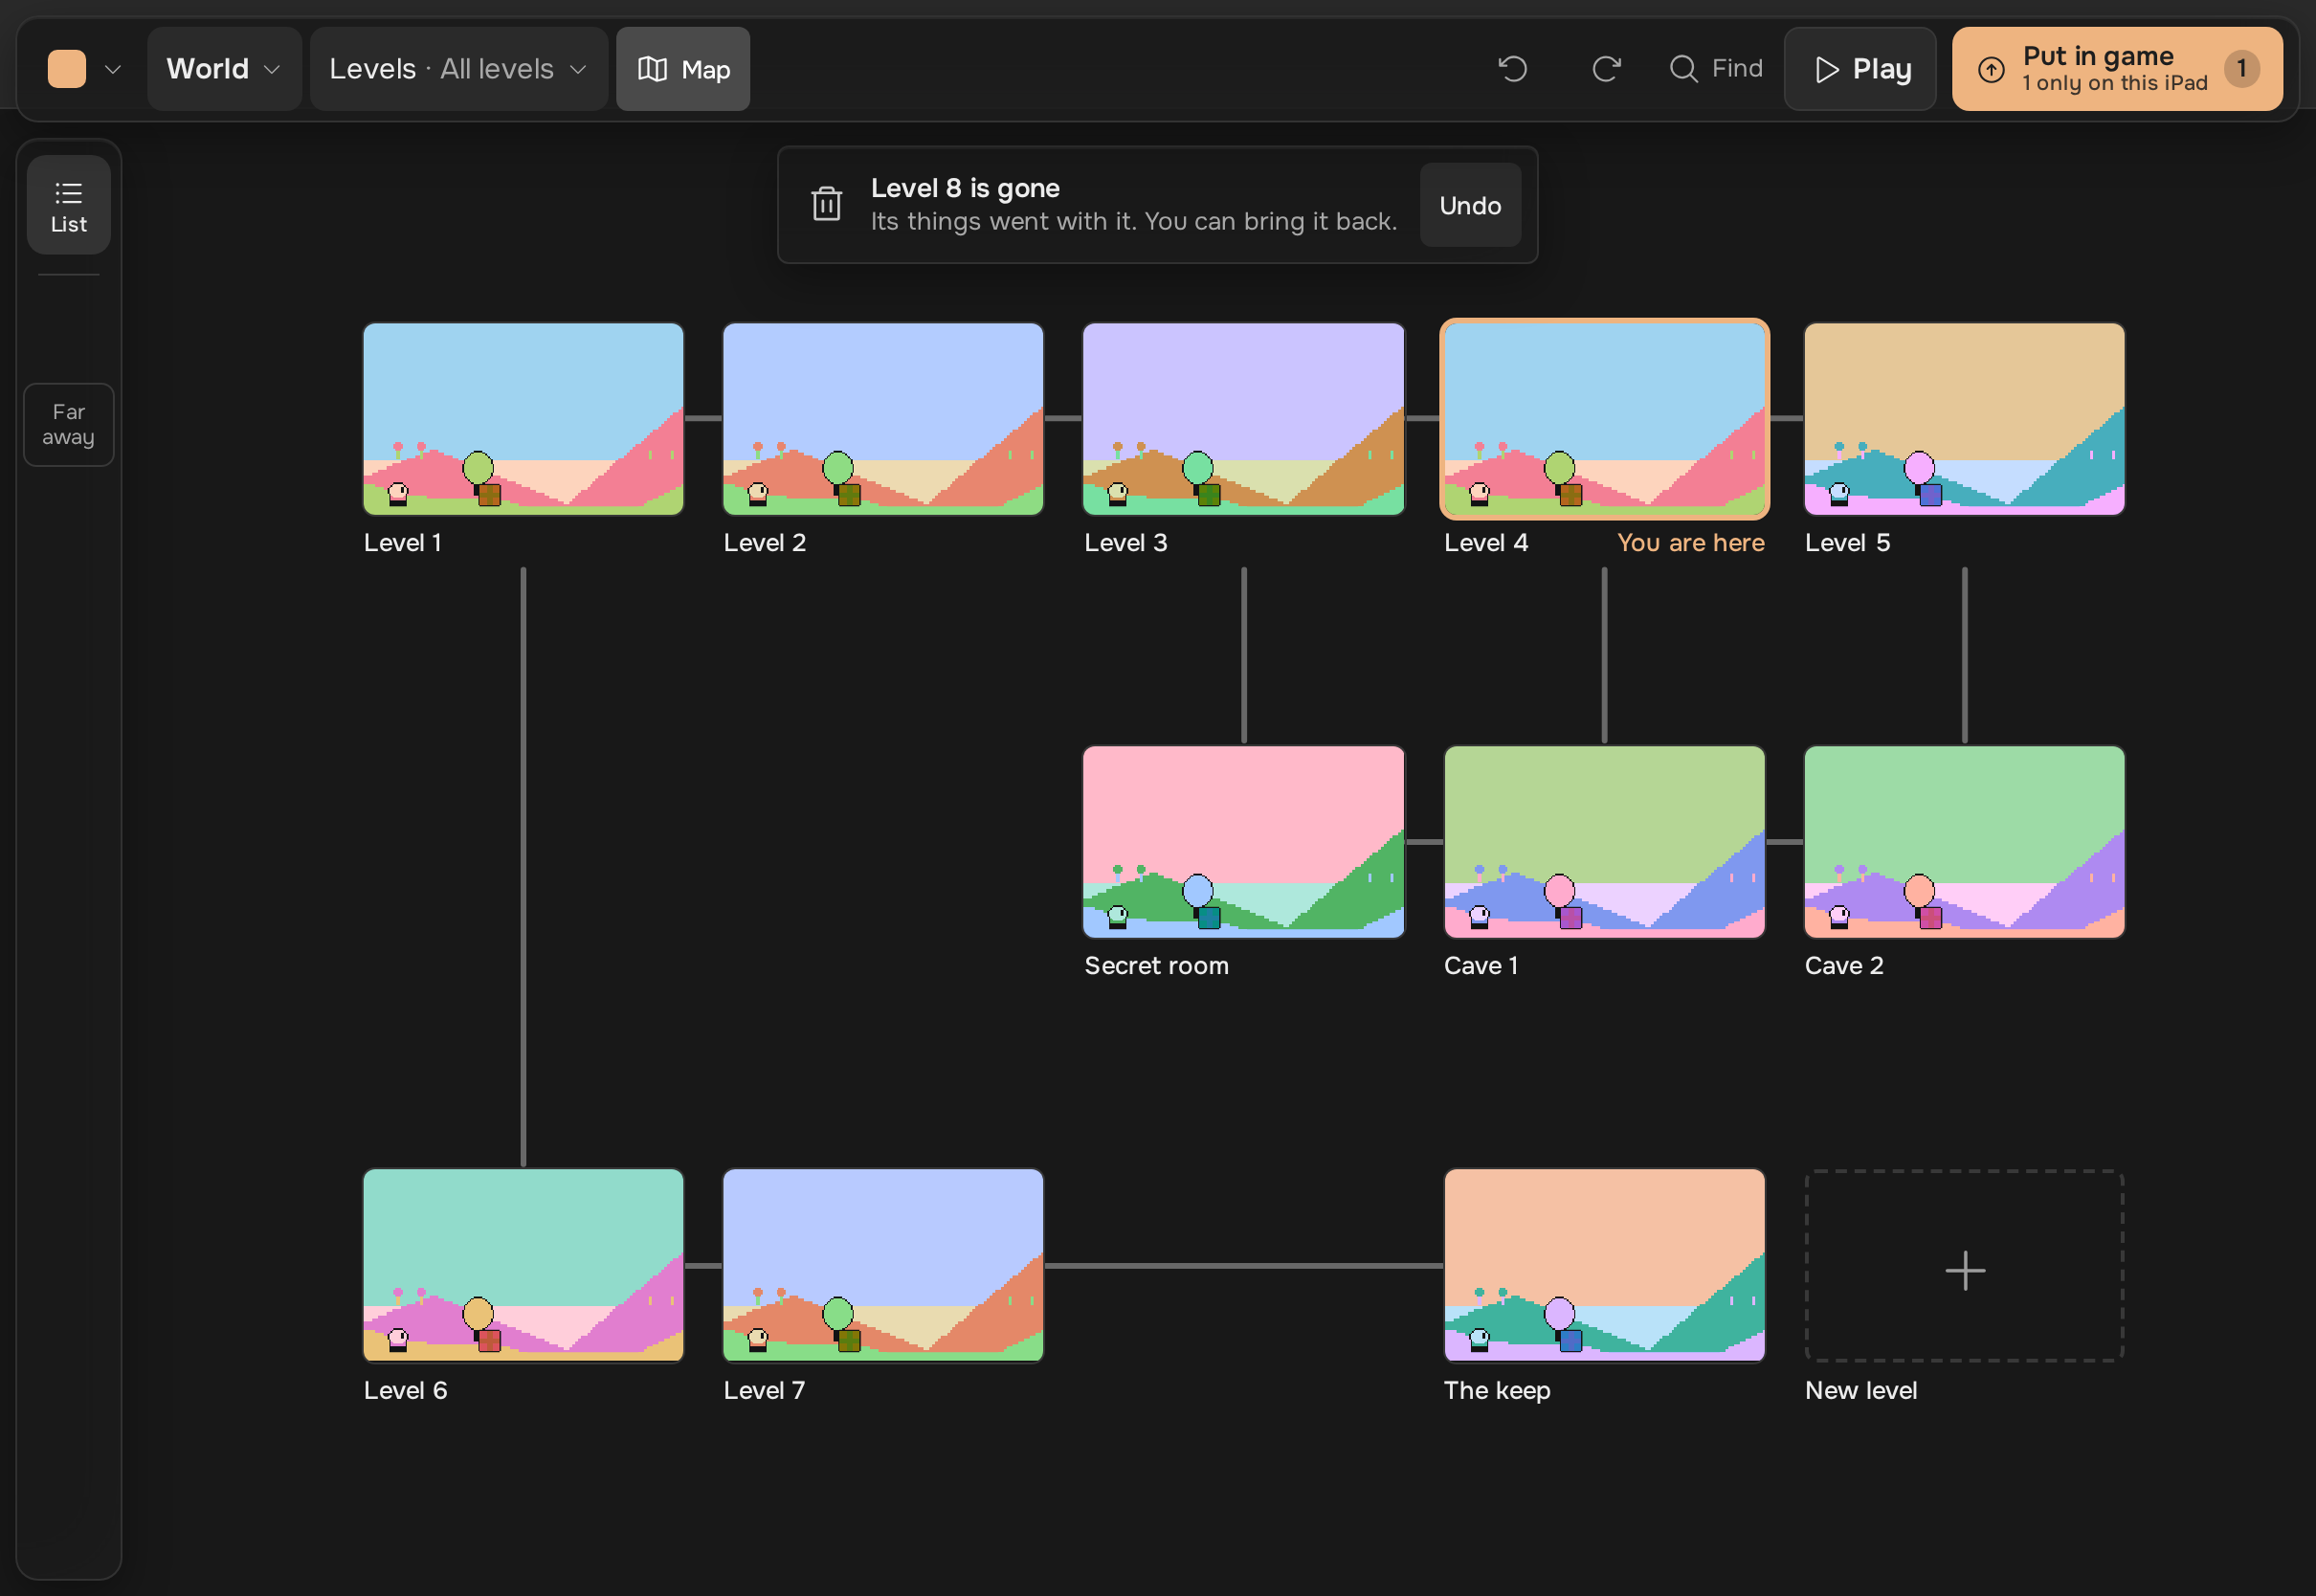 World
Levels · All levels
Map
Find
Play
Put in game
1 only on this iPad
1
List
Far
away
Level 8 is gone
Its things went with it. You can bring it back.
Undo
Level 1
Level 2
Level 3
Level 4
You are here
Level 5
Secret room
Cave 1
Cave 2
Level 6
Level 7
The keep
New level